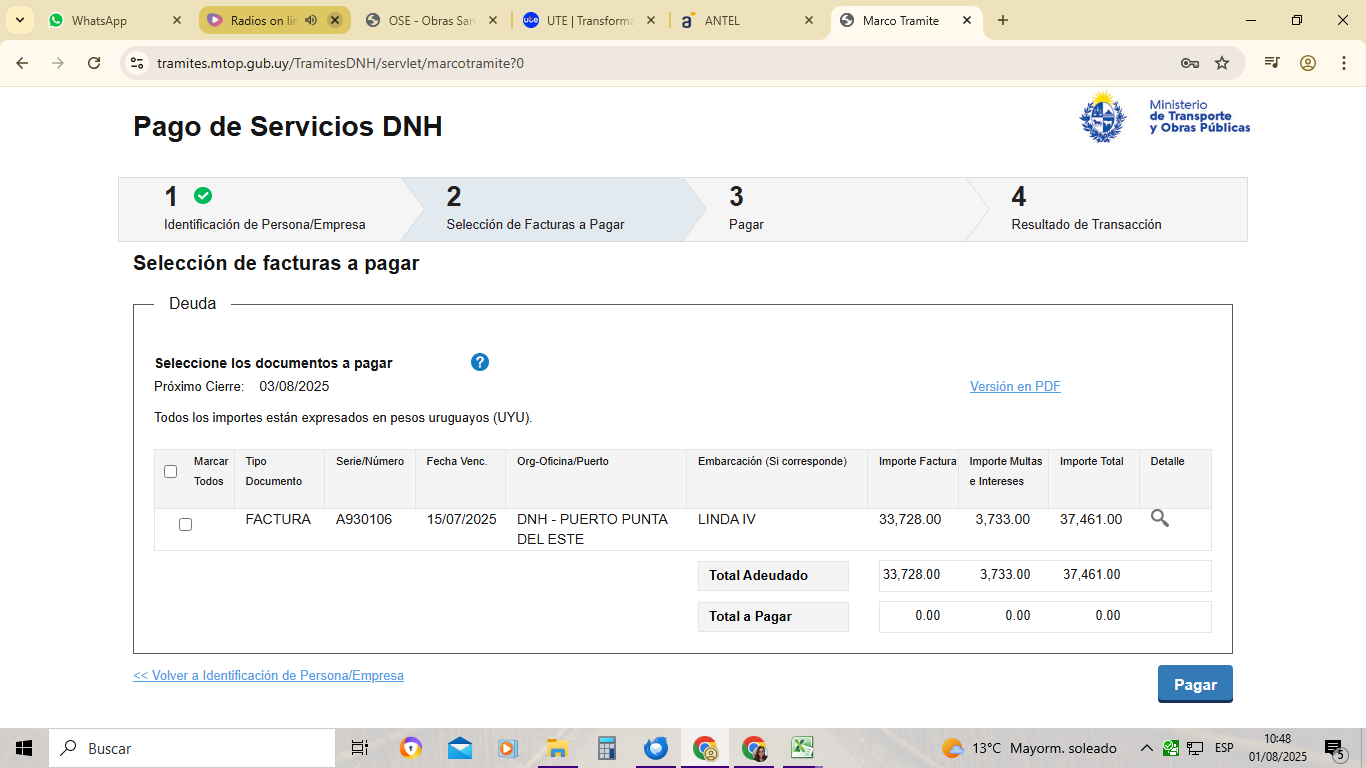 WhatsApp
Radios on lin
OSE - Obras San
UTE | Transforma
ANTEL
Marco Tramite
tramites.mtop.gub.uy/TramitesDNH/servlet/marcotramite?0
Pago de Servicios DNH
Ministerio
de Transporte
y Obras Públicas
1
Identificación de Persona/Empresa
2
Selección de Facturas a Pagar
3
Pagar
4
Resultado de Transacción
Selección de facturas a pagar
Deuda
Seleccione los documentos a pagar ?
Próximo Cierre: 03/08/2025
Versión en PDF
Todos los importes están expresados en pesos uruguayos (UYU).
Marcar Tipo Serie/Número Fecha Venc. Org-Oficina/Puerto Embarcación (Si corresponde) Importe Factura Importe Multas Importe Total Detalle
Todos Documento e Intereses
FACTURA A930106 15/07/2025 DNH - PUERTO PUNTA LINDA IV 33,728.00 3,733.00 37,461.00
DEL ESTE
Total Adeudado 33,728.00 3,733.00 37,461.00
Total a Pagar 0.00 0.00 0.00
<< Volver a Identificación de Persona/Empresa
Pagar
Buscar
13°C Mayorm. soleado
ESP
10:48
01/08/2025
5